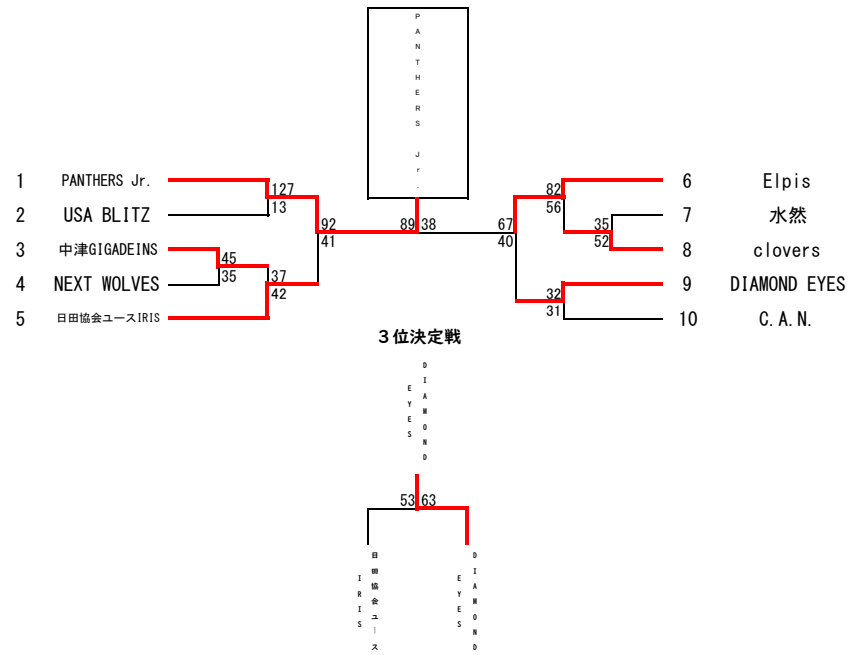 PANTHERS Jr.
1 PANTHERS Jr.
127
13
2 USA BLITZ
92
41
3 中津GIGADEINS
45
35
4 NEXT WOLVES
37
42
5 日田協会ユースIRIS
89 38
82
56
6 Elpis
7 水然
35
52
67
40
8 clovers
9 DIAMOND EYES
32
31
10 C.A.N.
3位決定戦
DIAMOND
EYES
53 63
日田協会ユース
IRIS
DIAMOND
EYES